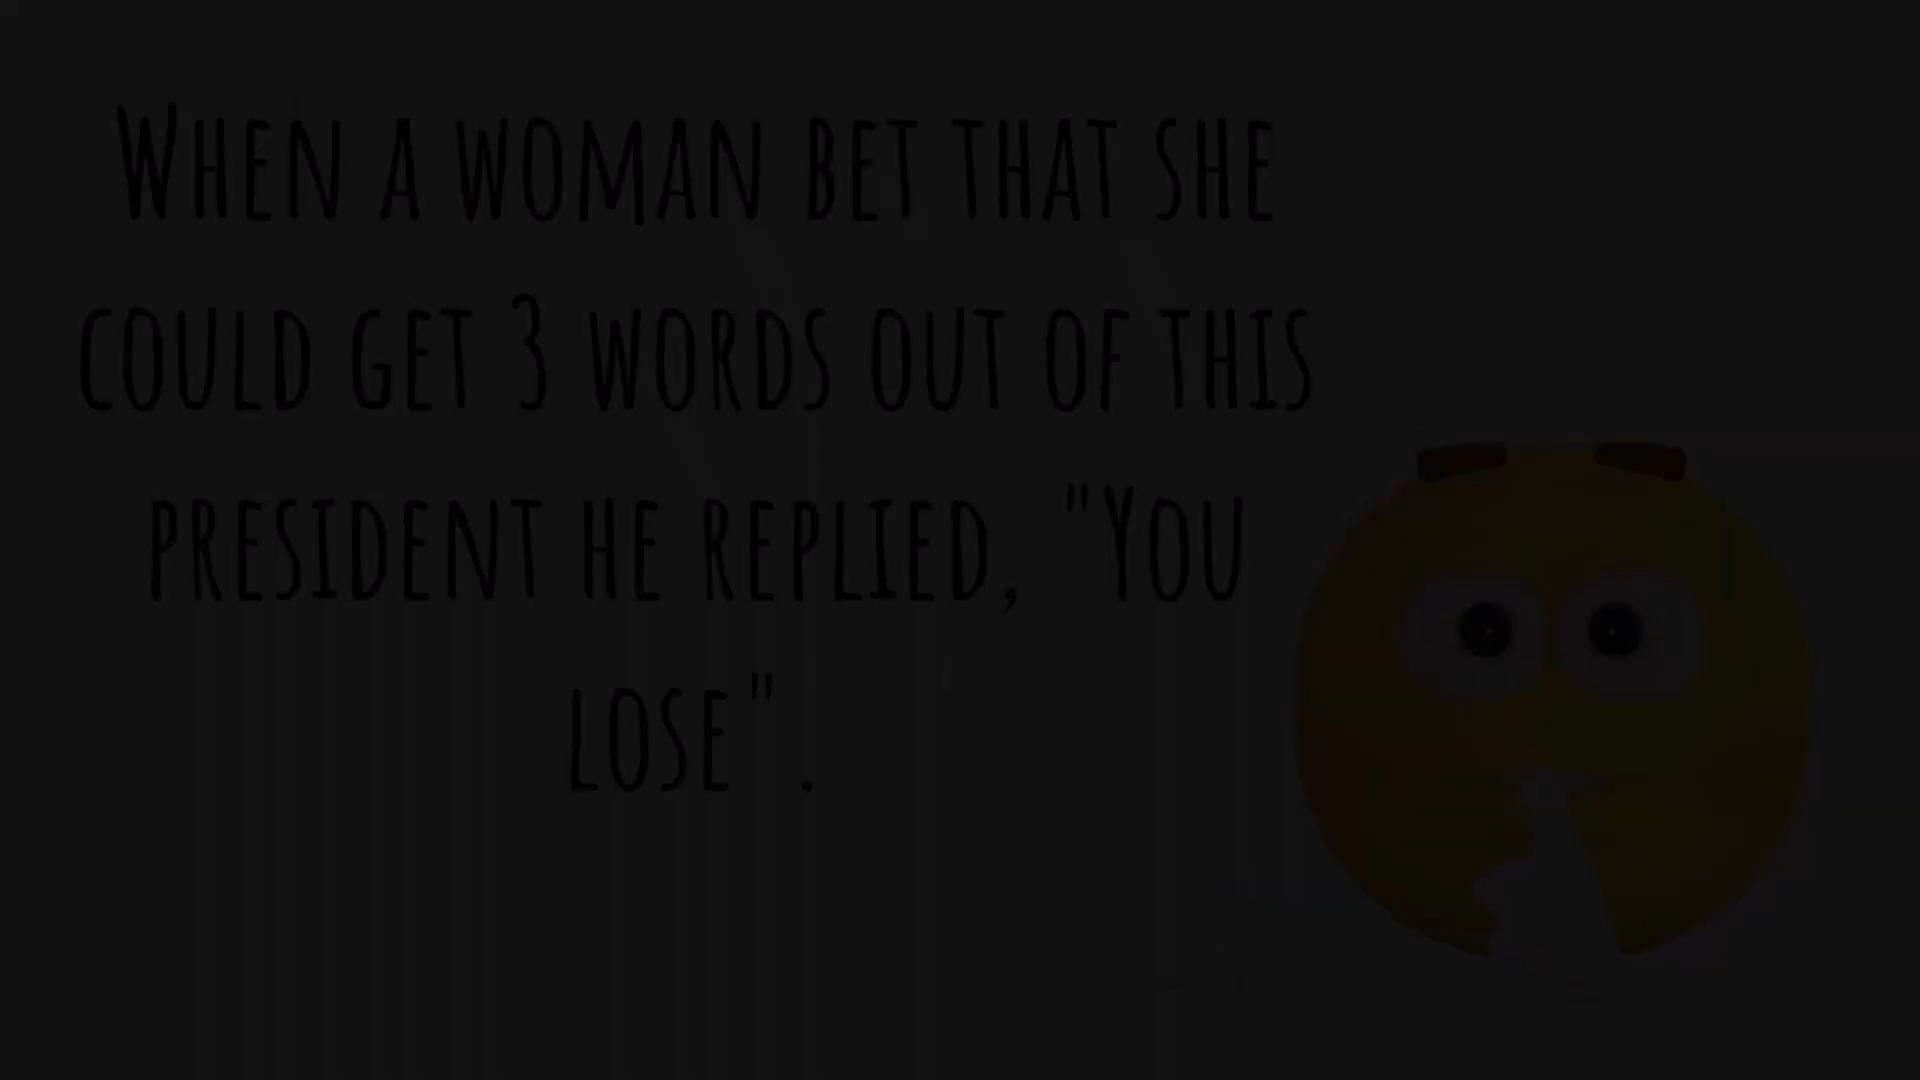 When a woman bet that she
could get 3 words out of this
president he replied, "You
lose".